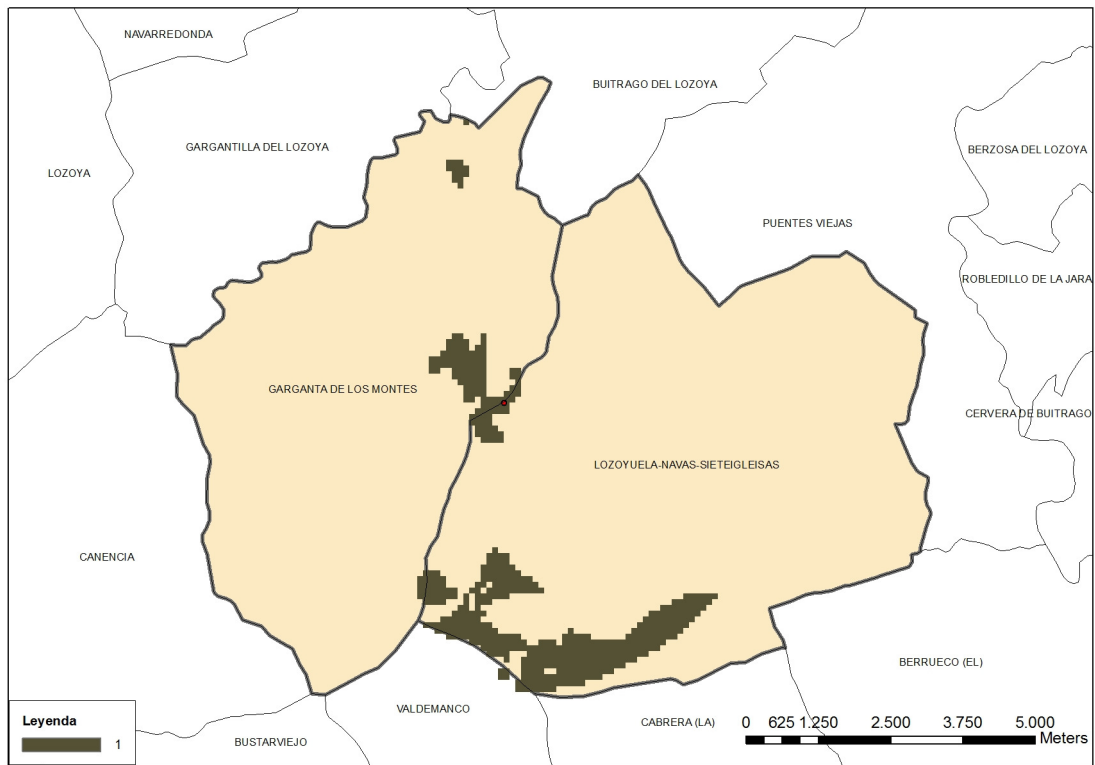 NAVARREDONDA
BUITRAGO DEL LOZOYA
GARGANTILLA DEL LOZOYA
BERZOSA DEL LOZOYA
LOZOYA
PUENTES VIEJAS
ROBLEDILLO DE LA JARA
GARGANTA DE LOS MONTES
CERVERA DE BUITRAGO
LOZOYUELA-NAVAS-SIETEIGLEISAS
CANENCIA
BERRUECO (EL)
VALDEMANCO
CABRERA (LA)
BUSTARVIEJO
Leyenda
1
0 625 1.250 2.500 3.750 5.000
Meters